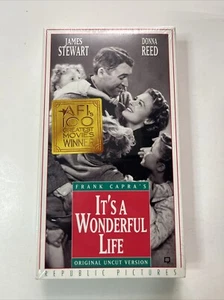 JAMES STEWART
DONNA REED
AFI'S
100
GREATEST
MOVIES
WINNER
FRANK CAPRA'S
IT'S A
WONDERFUL
LIFE
ORIGINAL UNCUT VERSION
REPUBLIC PICTURES